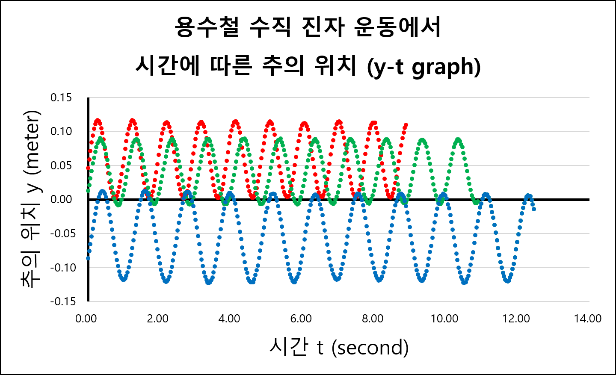 용수철 수직 진자 운동에서
시간에 따른 추의 위치 (y-t graph)
추의 위치 y (meter)
0.15
0.10
0.05
0.00
-0.05
-0.10
-0.15
0.00 2.00 4.00 6.00 8.00 10.00 12.00 14.00
시간 t (second)